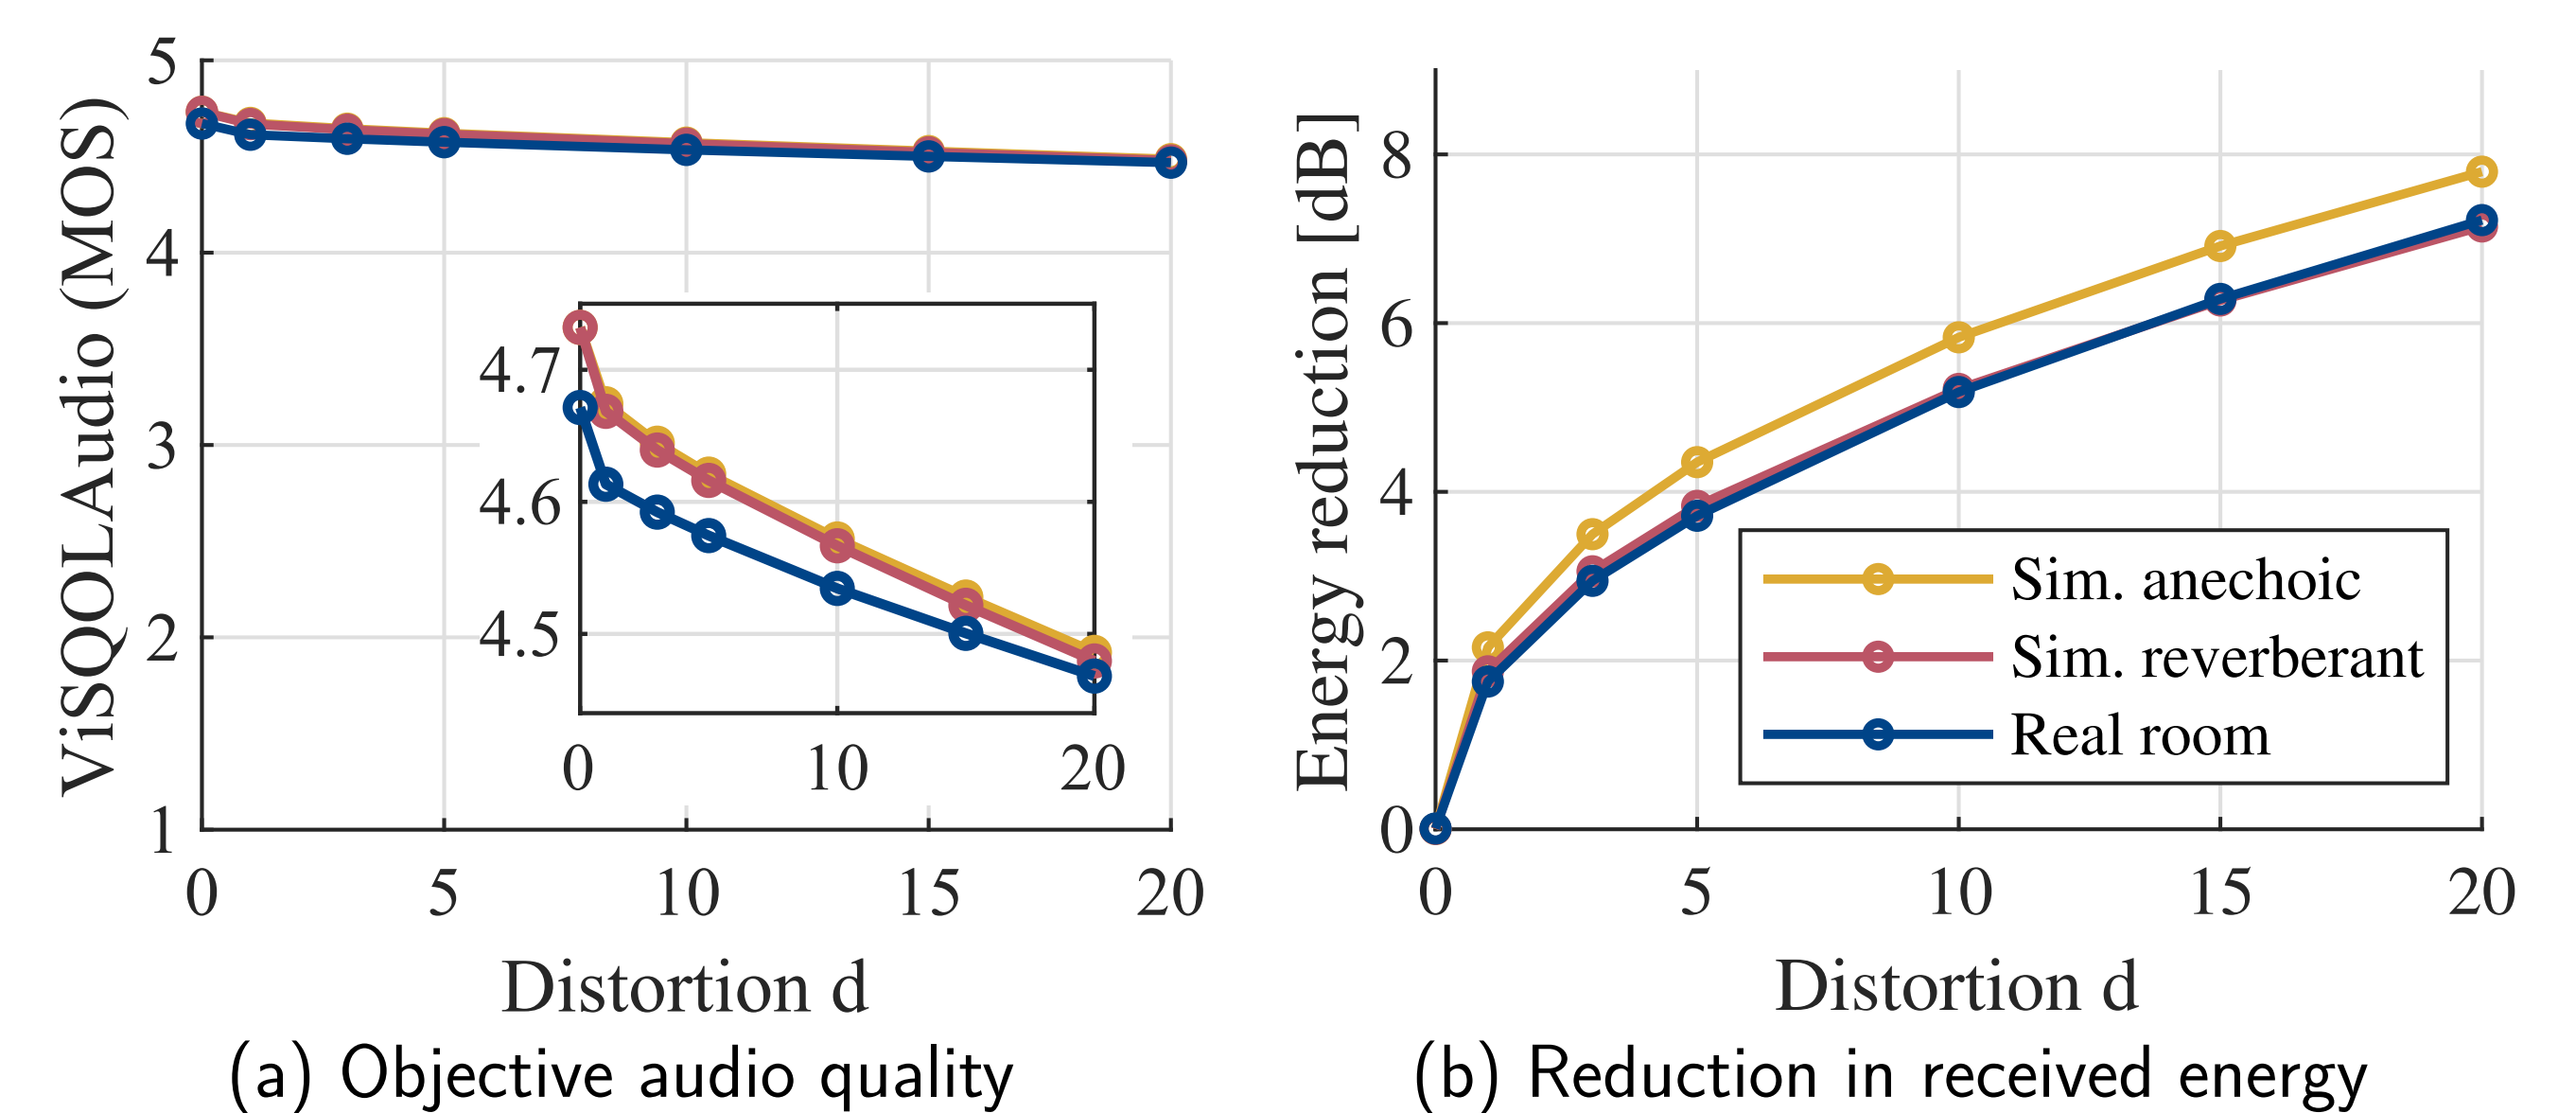 ViSQOLAudio (MOS)
5
4
3
2
1
0 5 10 15 20
4.7
4.6
4.5
0 10 20
Distortion d
(a) Objective audio quality
Energy reduction [dB]
8
6
4
2
0
0 5 10 15 20
Sim. anechoic
Sim. reverberant
Real room
Distortion d
(b) Reduction in received energy